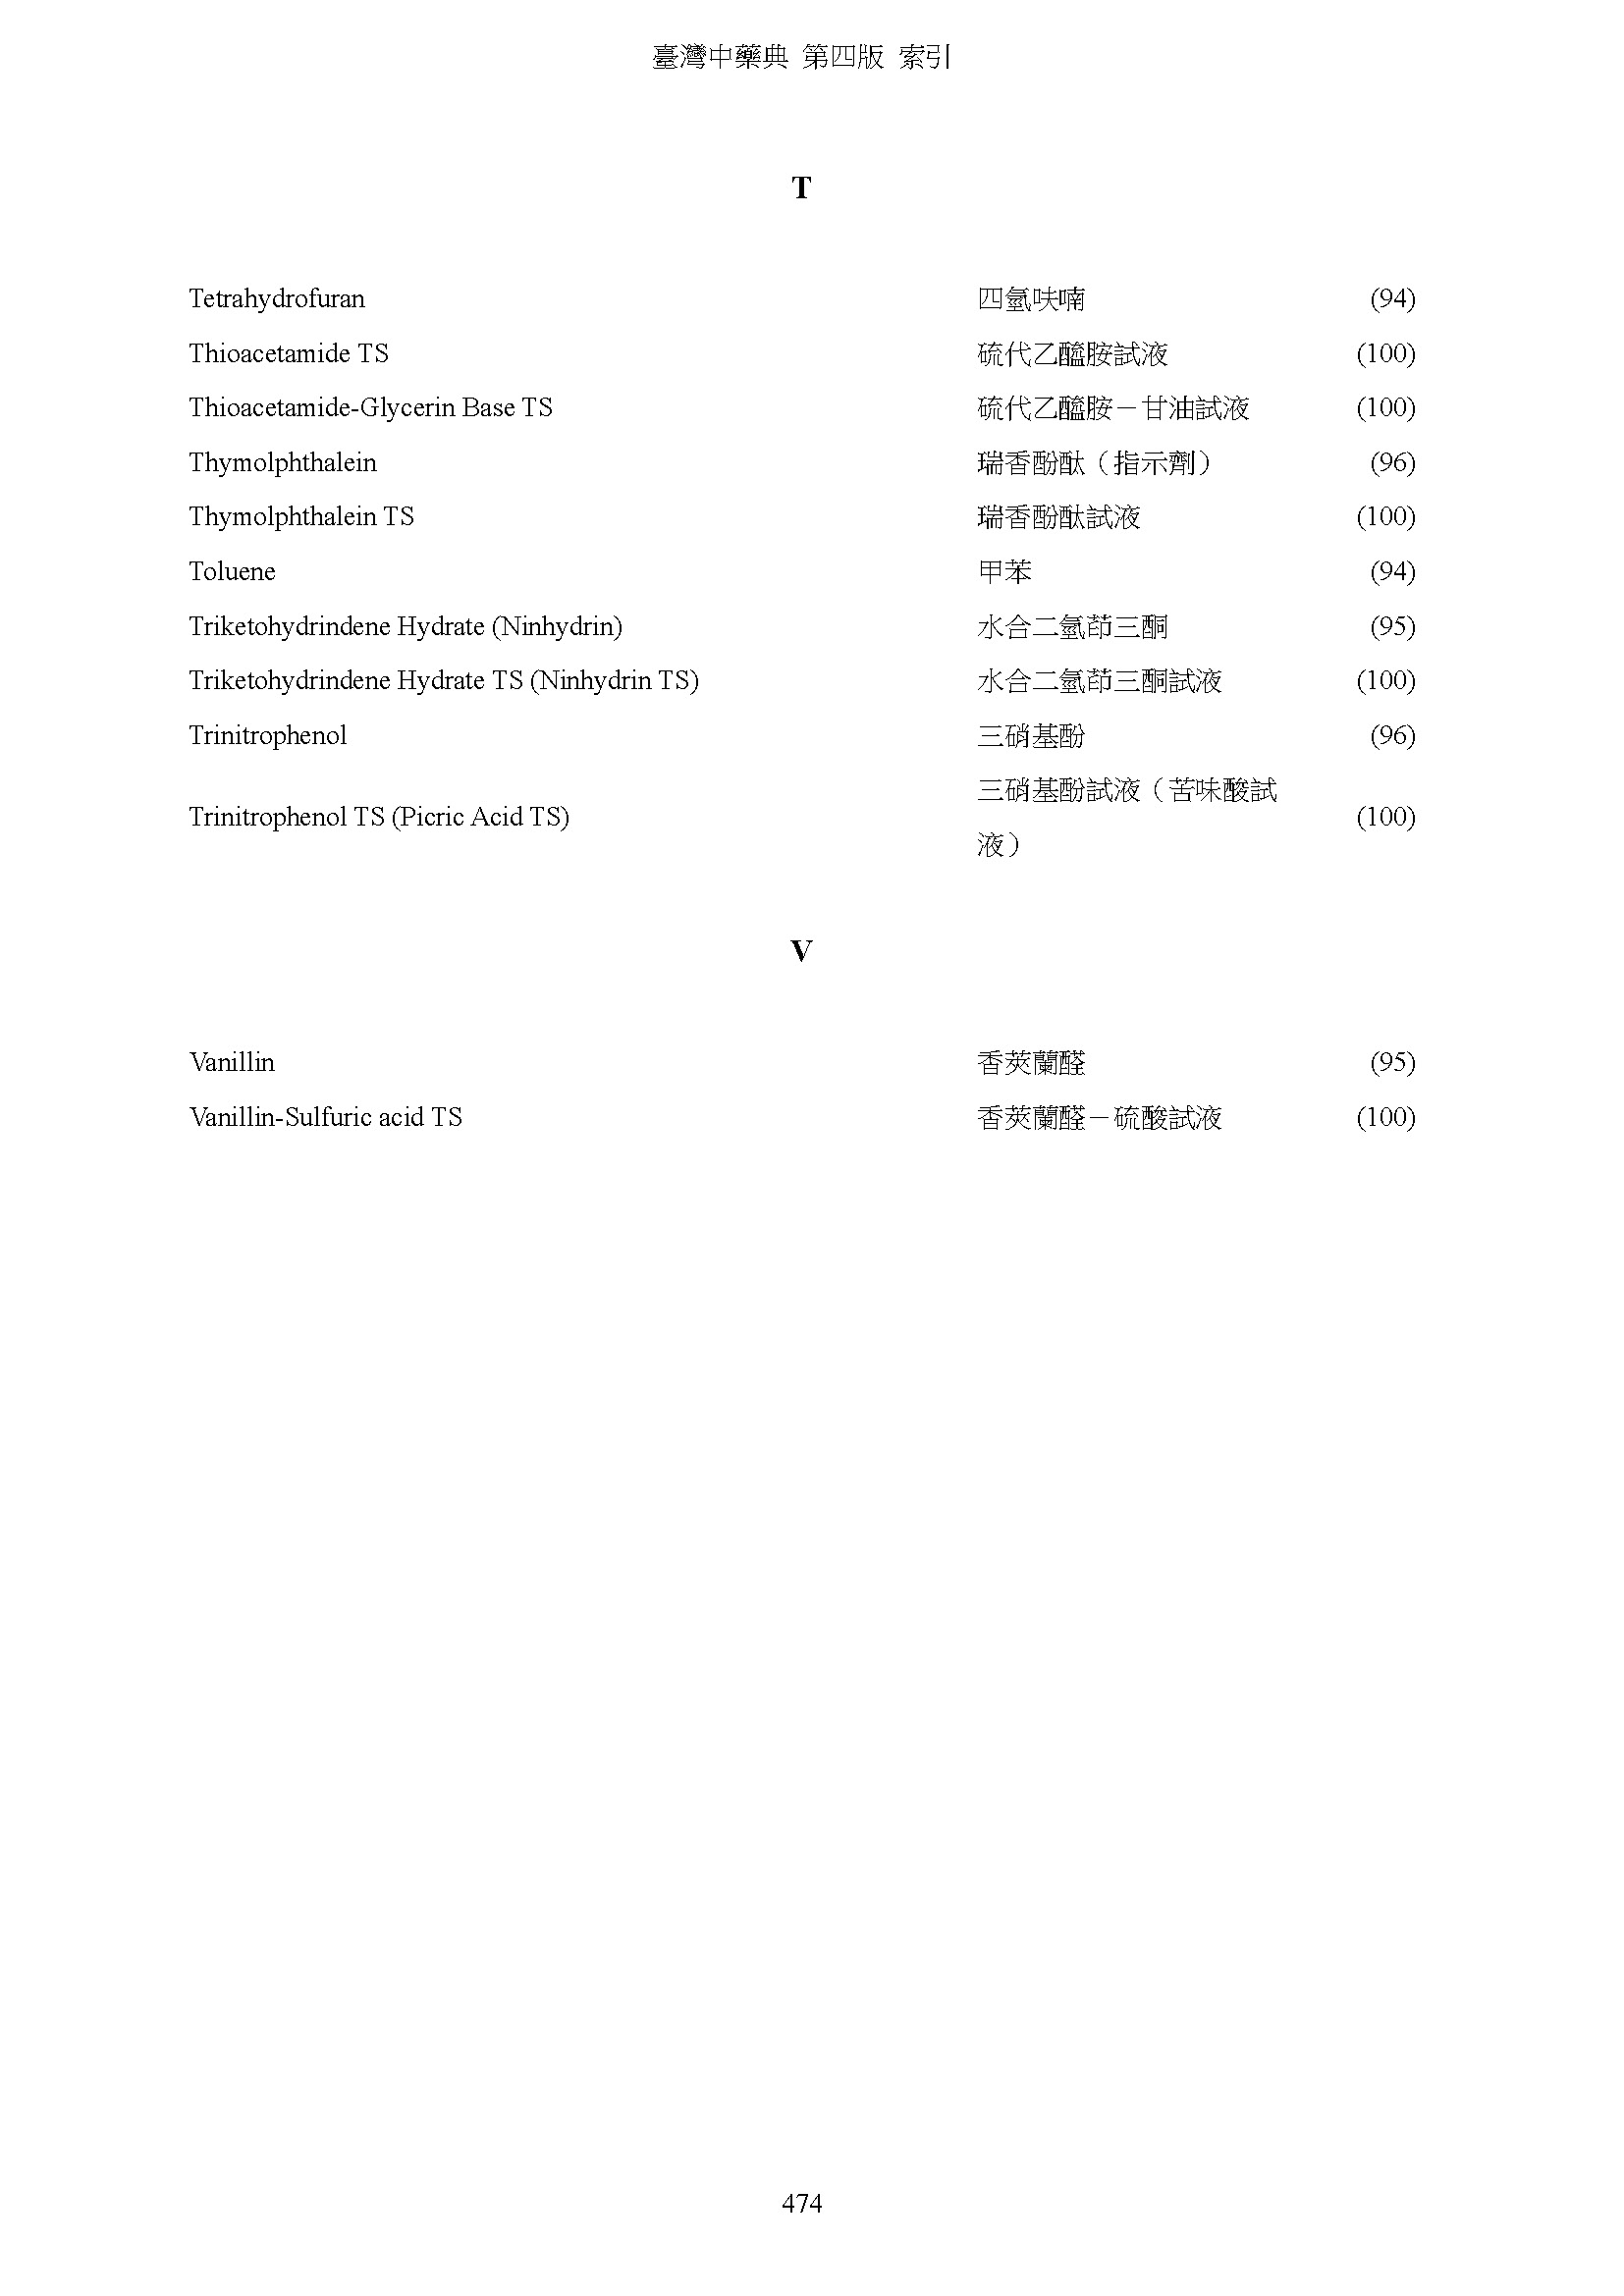 臺灣中藥典 第四版 索引
T
Tetrahydrofuran 四氫呋喃 (94)
Thioacetamide TS 硫代乙醯胺試液 (100)
Thioacetamide-Glycerin Base TS 硫代乙醯胺－甘油試液 (100)
Thymolphthalein 瑞香酚酞（指示劑） (96)
Thymolphthalein TS 瑞香酚酞試液 (100)
Toluene 甲苯 (94)
Triketohydrindene Hydrate (Ninhydrin) 水合二氫茚三酮 (95)
Triketohydrindene Hydrate TS (Ninhydrin TS) 水合二氫茚三酮試液 (100)
Trinitrophenol 三硝基酚 (96)
Trinitrophenol TS (Picric Acid TS) 三硝基酚試液（苦味酸試
液） (100)
V
Vanillin 香莢蘭醛 (95)
Vanillin-Sulfuric acid TS 香莢蘭醛－硫酸試液 (100)
474